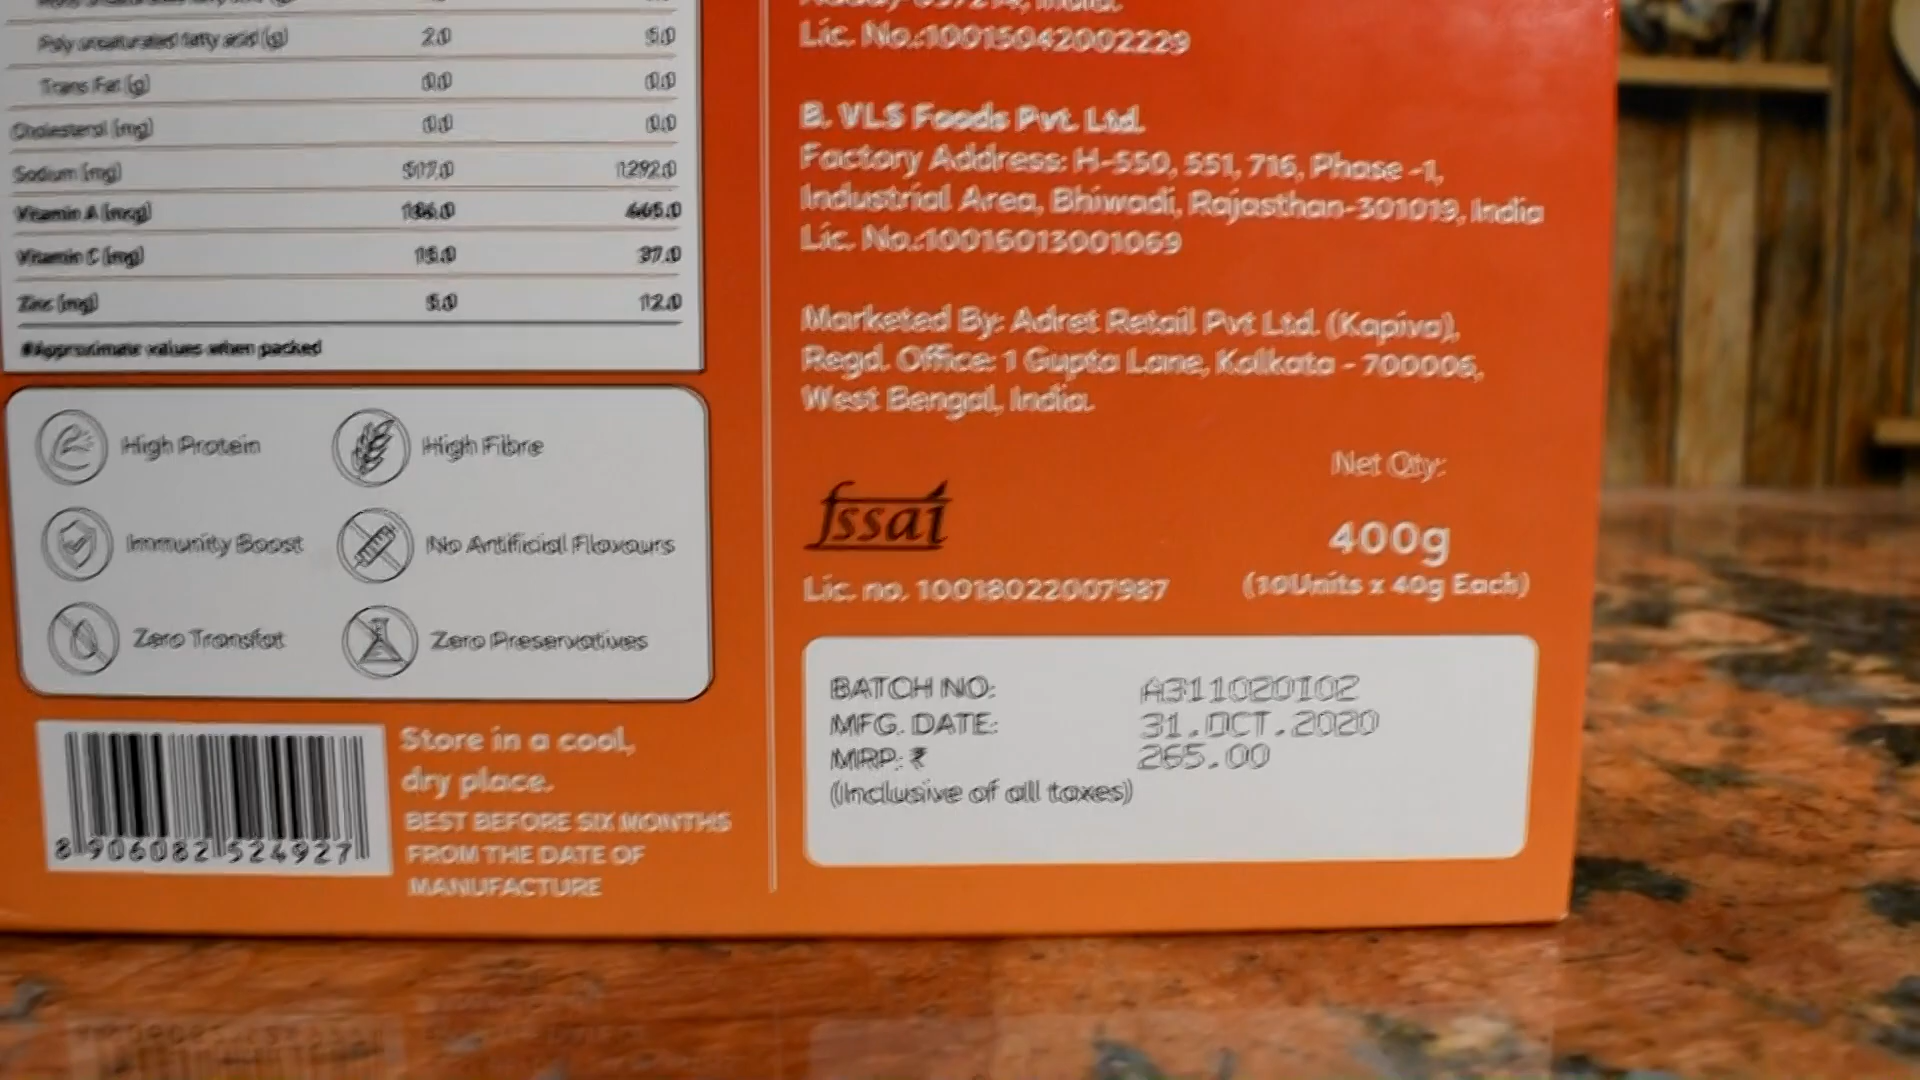 Poly unsaturated fatty acid (g) 2.0 5.0
Trans Fat (g) 0.0 0.0
Cholesterol (mg) 0.0 0.0
Sodium (mg) 517.0 1292.0
Vitamin A (mcg)
Vitamin C (mg) 15.0 37.0
Zinc (mg) 5.0 12.0
#Approximate values when packed
High Protein
High Fibre
Immunity Boost
No Artificial Flavours
Zero Transfat
Zero Preservatives
8 906082 524927
Store in a cool,
dry place.
BEST BEFORE SIX MONTHS
FROM THE DATE OF
MANUFACTURE
India.
Lic. No.:10015042002229
B. VLS Foods Pvt. Ltd.
Factory Address: H-550, 551, 716, Phase -1,
Industrial Area, Bhiwadi, Rajasthan-301019, India
Lic. No.:10016013001069
Marketed By: Adret Retail Pvt Ltd. (Kapiva),
Regd. Office: 1 Gupta Lane, Kolkata - 700006,
West Bengal, India.
fssai
Lic. no. 10018022007987
Net Qty:
400g
(10Units x 40g Each)
BATCH NO: A311020I02
MFG. DATE: 31.OCT.2020
MRP: ₹ 265.00
(Inclusive of all taxes)